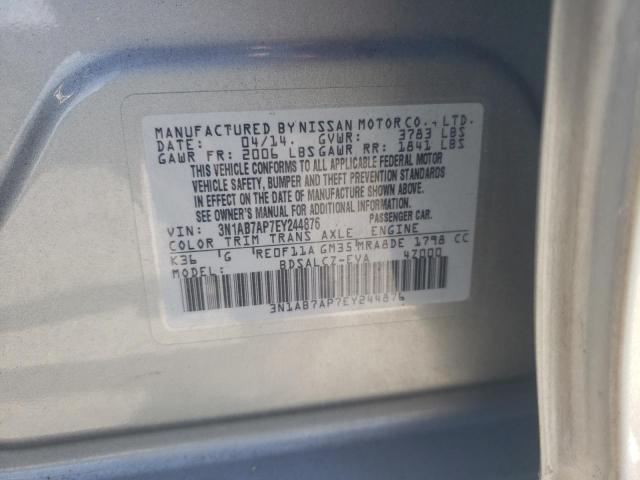 MANUFACTURED BY NISSAN MOTOR CO., LTD.
DATE: 04/14. GVWR: 3783 LBS
GAWR FR: 2006 LBS GAWR RR: 1841 LBS
THIS VEHICLE CONFORMS TO ALL APPLICABLE FEDERAL MOTOR
VEHICLE SAFETY, BUMPER AND THEFT PREVENTION STANDARDS
IN EFFECT ON THE DATE OF MANUFACTURE SHOWN ABOVE.
SEE OWNER'S MANUAL FOR ADDITIONAL INFORMATION.
VIN: 3N1AB7AP7EY244876 PASSENGER CAR.
COLOR TRIM TRANS AXLE ENGINE
K36 G RE0F11A GM35 MRA8DE 1798 CC
MODEL: BDSALCZ-EVA 4Z000
3N1AB7AP7EY244876